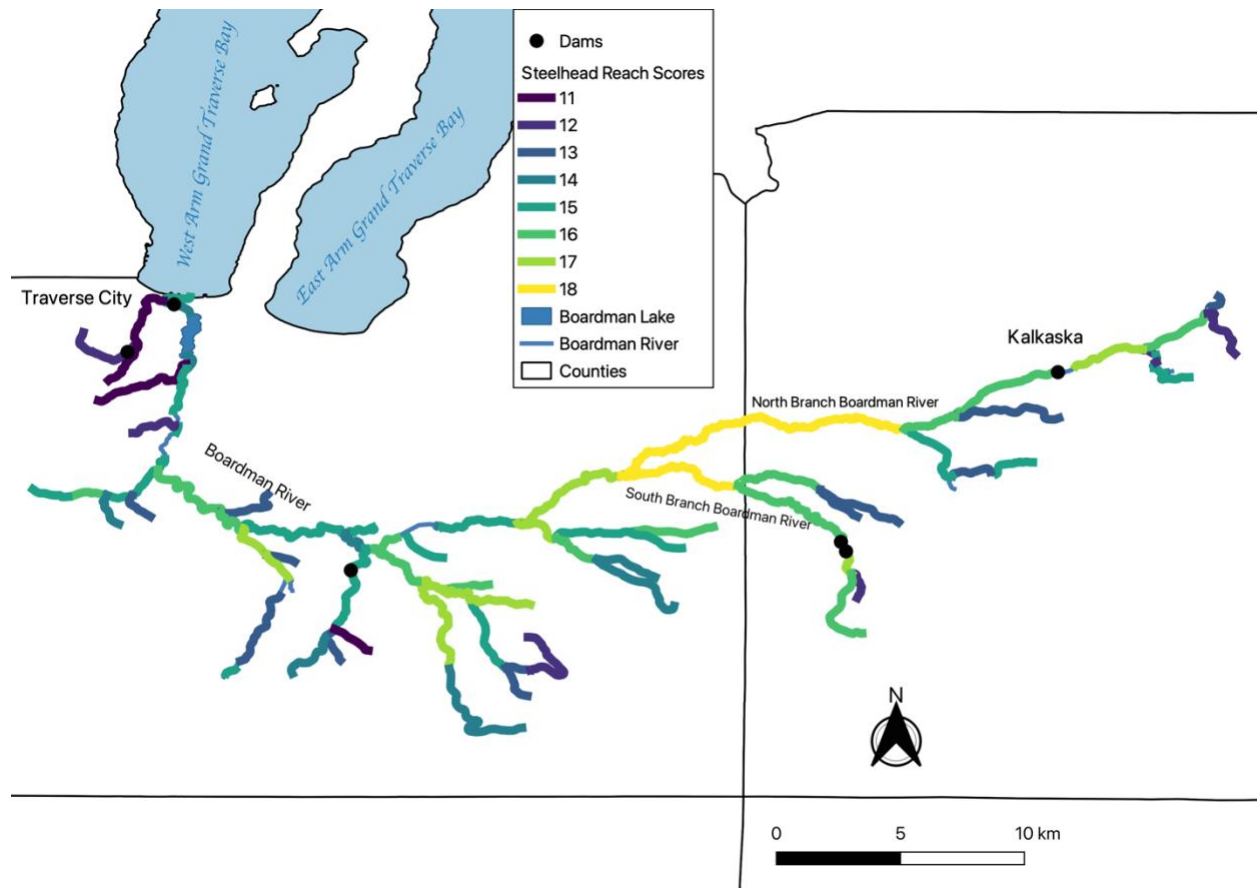 West Arm Grand Traverse Bay
East Arm Grand Traverse Bay
Dams
Steelhead Reach Scores
11
12
13
14
15
16
17
18
Boardman Lake
Boardman River
Counties
Traverse City
Kalkaska
North Branch Boardman River
Boardman River
South Branch Boardman River
N
0 5 10 km